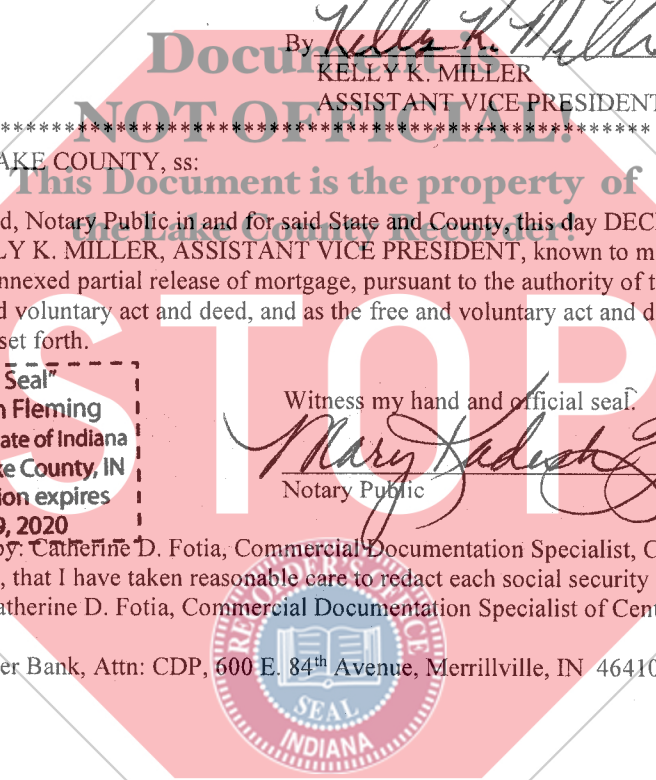 Document is
NOT OFFICIAL!
This Document is the property of
the Lake County Recorder!
STOP
By Kelly K. Miller
KELLY K. MILLER
ASSISTANT VICE PRESIDENT
************************************************
AKE COUNTY, ss:
d, Notary Public in and for said State and County, this day DEC
LY K. MILLER, ASSISTANT VICE PRESIDENT, known to m
nnexed partial release of mortgage, pursuant to the authority of t
d voluntary act and deed, and as the free and voluntary act and d
set forth.
Seal"
n Fleming
ate of Indiana
ke County, IN
ion expires
9, 2020
Witness my hand and official seal.
Mary Kadish
Notary Public
by: Catherine D. Fotia, Commercial Documentation Specialist, C
, that I have taken reasonable care to redact each social security
atherine D. Fotia, Commercial Documentation Specialist of Cent
er Bank, Attn: CDP, 600 E. 84th Avenue, Merrillville, IN 46410
RECORDER'S OFFICE
SEAL
INDIANA